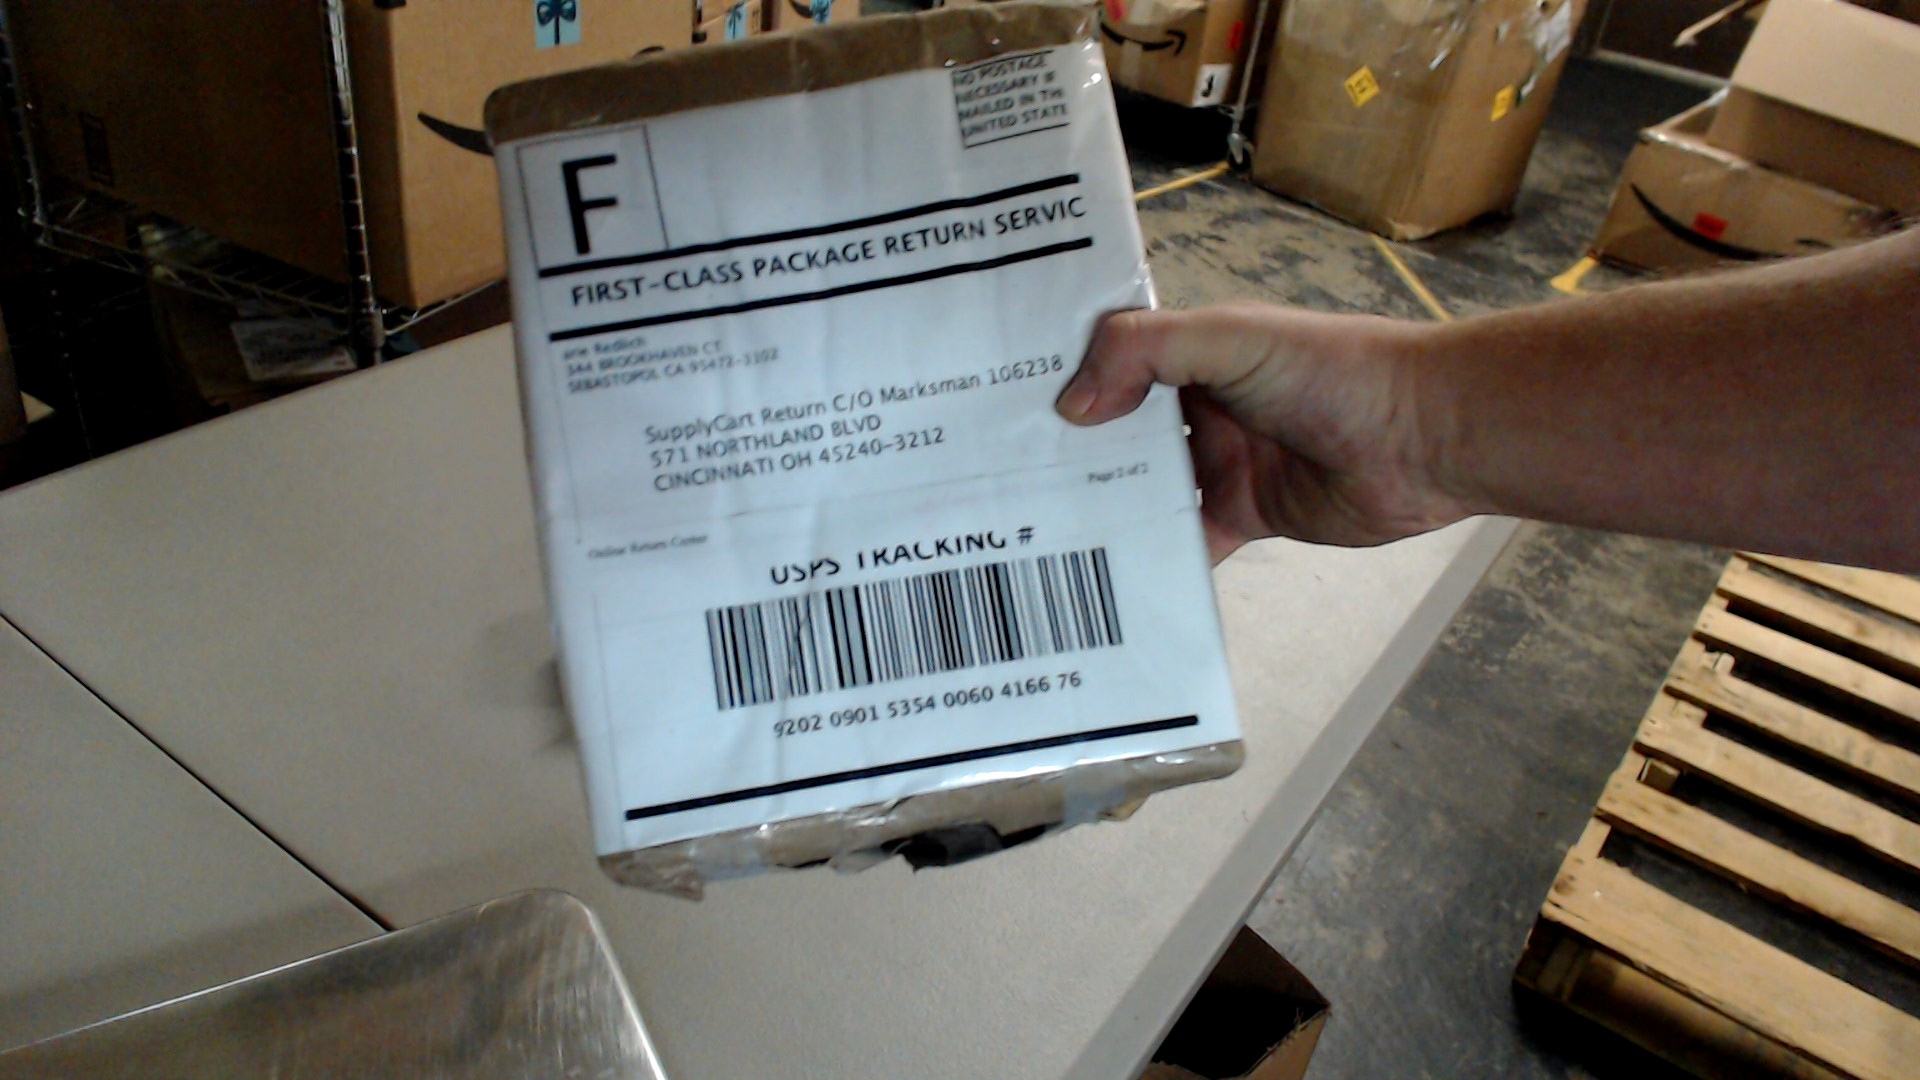 NO POSTAGE
NECESSARY IF
MAILED IN THE
UNITED STATE
F
FIRST-CLASS PACKAGE RETURN SERVIC
ane Redlich
344 BROOKHAVEN CT
SEBASTOPOL CA 95472-3102
SupplyCart Return C/O Marksman 106238
571 NORTHLAND BLVD
CINCINNATI OH 45240-3212
Page 2 of 2
Online Return Center
USPS TRACKING #
9202 0901 5354 0060 4166 76